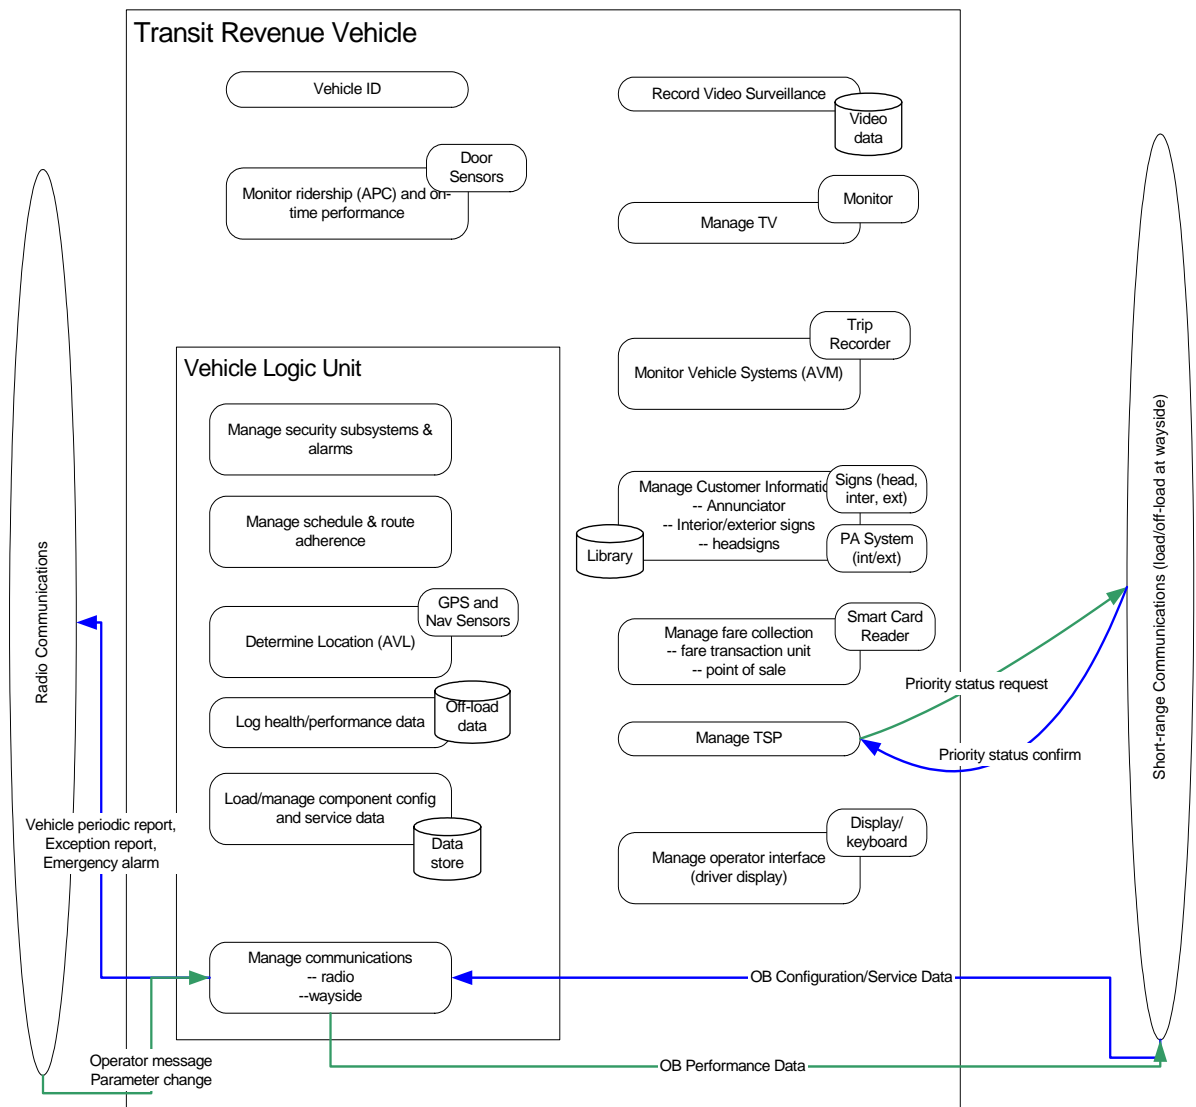 Transit Revenue Vehicle
Vehicle ID
Record Video Surveillance
Video
data
Door
Sensors
Monitor ridership (APC) and on-
time performance
Monitor
Manage TV
Trip
Recorder
Monitor Vehicle Systems (AVM)
Vehicle Logic Unit
Manage security subsystems &
alarms
Manage schedule & route
adherence
GPS and
Nav Sensors
Determine Location (AVL)
Off-load
data
Log health/performance data
Load/manage component config
and service data
Data
store
Manage communications
-- radio
--wayside
Manage Customer Informatio
-- Annunciator
-- Interior/exterior signs
-- headsigns
Signs (head,
inter, ext)
PA System
(int/ext)
Library
Smart Card
Reader
Manage fare collection
-- fare transaction unit
-- point of sale
Manage TSP
Priority status request
Priority status confirm
Display/
keyboard
Manage operator interface
(driver display)
Radio Communications
Short-range Communications (load/off-load at wayside)
Vehicle periodic report,
Exception report,
Emergency alarm
Operator message
Parameter change
OB Configuration/Service Data
OB Performance Data